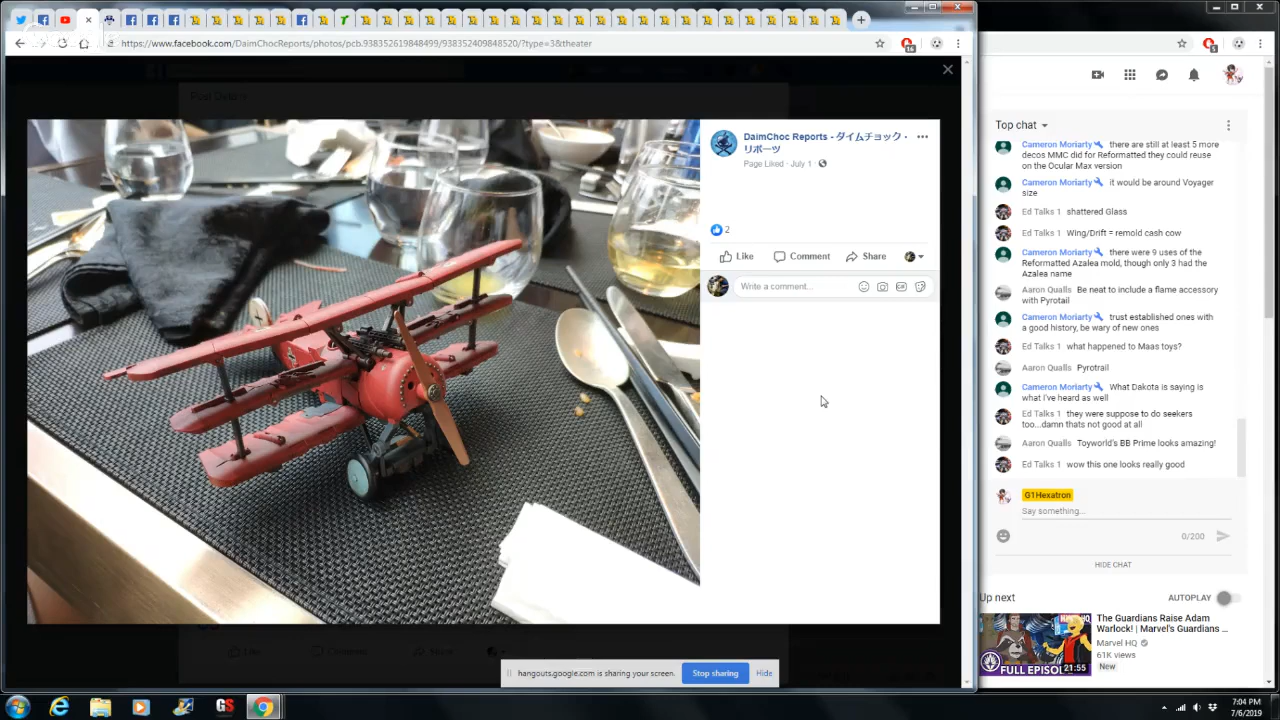 https://www.facebook.com/DaimChocReports/photos/pcb.938352619848499/938352409848520/?type=3&theater
16
5
DaimChoc Reports - ダイムチョック・
リポーツ
Page Liked · July 1 ·
2
Like Comment Share
Write a comment...
Like Comment Share
hangouts.google.com is sharing your screen. Stop sharing Hide
Top chat
Cameron Moriarty there are still at least 5 more
decos MMC did for Reformatted they could reuse
on the Ocular Max version
Cameron Moriarty it would be around Voyager
size
Ed Talks 1 shattered Glass
Ed Talks 1 Wing/Drift = remold cash cow
Cameron Moriarty there were 9 uses of the
Reformatted Azalea mold, though only 3 had the
Azalea name
Aaron Qualls Be neat to include a flame accessory
with Pyrotail
Cameron Moriarty trust established ones with
a good history, be wary of new ones
Ed Talks 1 what happened to Maas toys?
Aaron Qualls Pyrotrail
Cameron Moriarty What Dakota is saying is
what I've heard as well
Ed Talks 1 they were suppose to do seekers
too...damn thats not good at all
Aaron Qualls Toyworld's BB Prime looks amazing!
Ed Talks 1 wow this one looks really good
G1Hexatron
Say something...
0/200
HIDE CHAT
Up next AUTOPLAY
The Guardians Raise Adam
Warlock! | Marvel's Guardians ...
Marvel HQ
61K views
New
FULL EPISO
21:55
GS
7:04 PM
7/6/2019